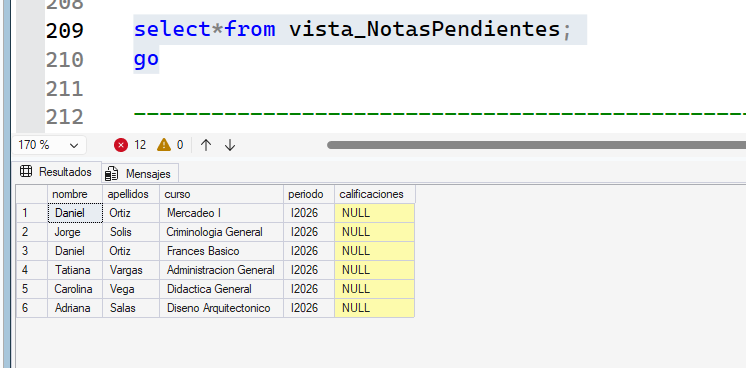 208
209 select*from vista_NotasPendientes;
210 go
211
212 ----------------------------------------------------
170 % 12 0
Resultados Mensajes
nombre apellidos curso periodo calificaciones
1 Daniel Ortiz Mercadeo I I2026 NULL
2 Jorge Solis Criminologia General I2026 NULL
3 Daniel Ortiz Frances Basico I2026 NULL
4 Tatiana Vargas Administracion General I2026 NULL
5 Carolina Vega Didactica General I2026 NULL
6 Adriana Salas Diseno Arquitectonico I2026 NULL